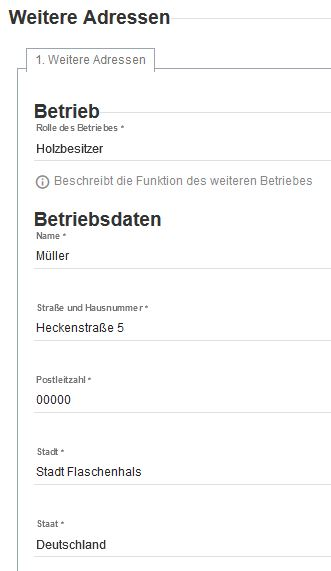 Weitere Adressen
1. Weitere Adressen
Betrieb
Rolle des Betriebes *
Holzbesitzer
Beschreibt die Funktion des weiteren Betriebes
Betriebsdaten
Name *
Müller
Straße und Hausnummer *
Heckenstraße 5
Postleitzahl *
00000
Stadt *
Stadt Flaschenhals
Staat *
Deutschland